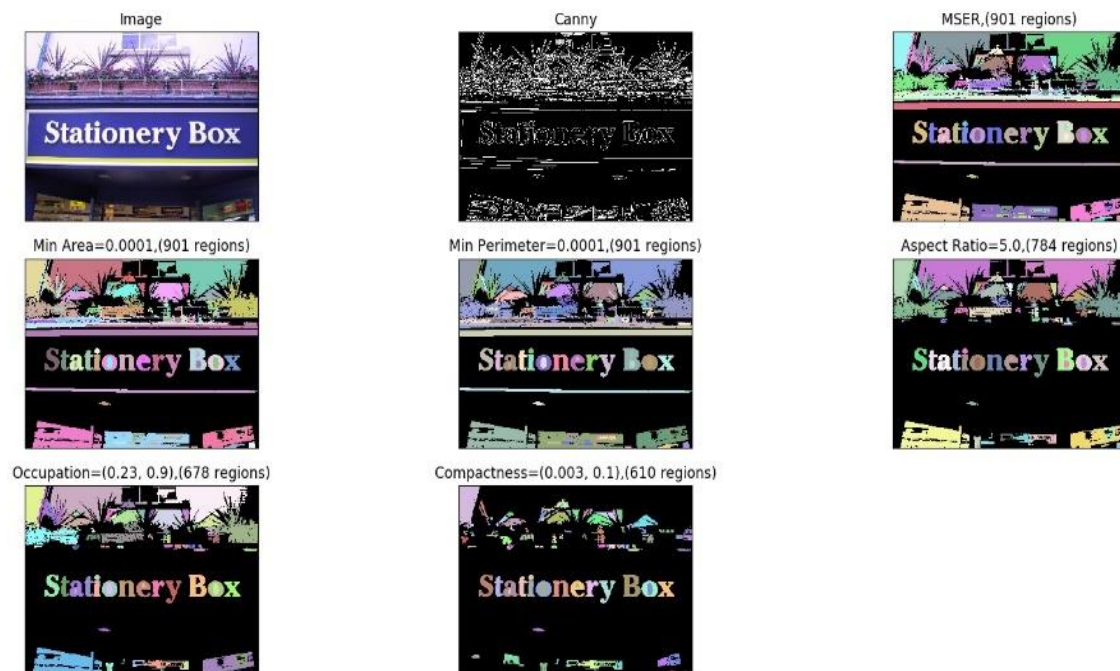 Image
Canny
MSER,(901 regions)
Stationery Box
Stationery Box
Stationery Box
Min Area=0.0001,(901 regions)
Min Perimeter=0.0001,(901 regions)
Aspect Ratio=5.0,(784 regions)
Stationery Box
Stationery Box
Stationery Box
Occupation=(0.23, 0.9),(678 regions)
Compactness=(0.003, 0.1),(610 regions)
Stationery Box
Stationery Box